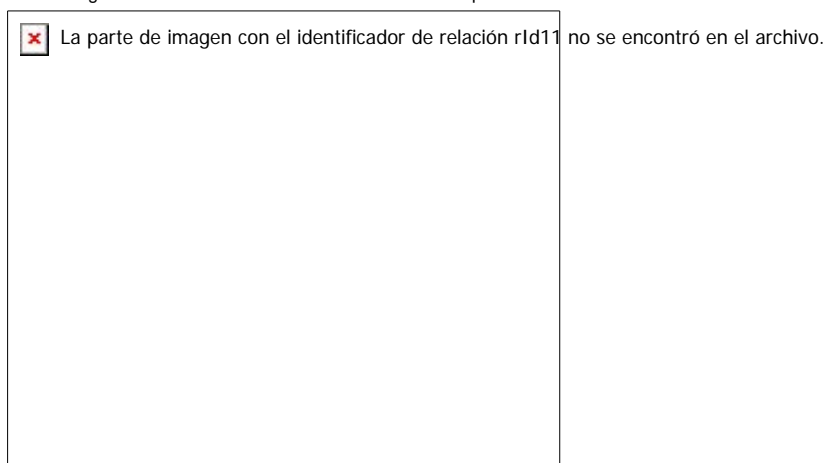 La parte de imagen con el identificador de relación rId11 no se encontró en el archivo.